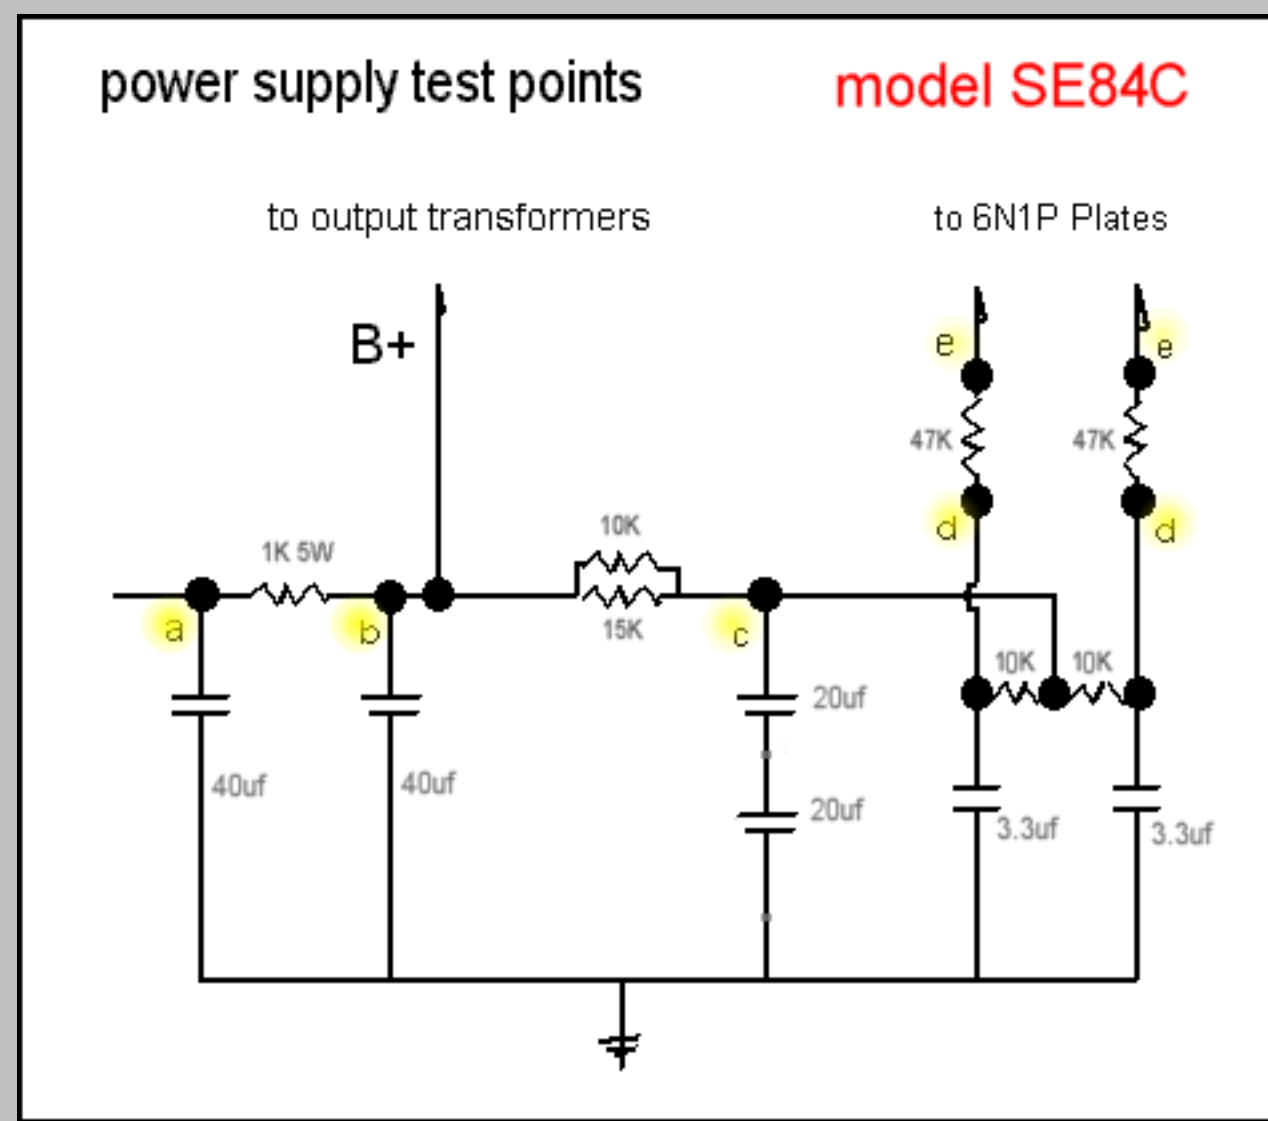 power supply test points
model SE84C
to output transformers
to 6N1P Plates
B+
e
e
47K
47K
d
d
10K
1K 5W
15K
a
b
c
10K
10K
20uf
40uf
40uf
20uf
3.3uf
3.3uf